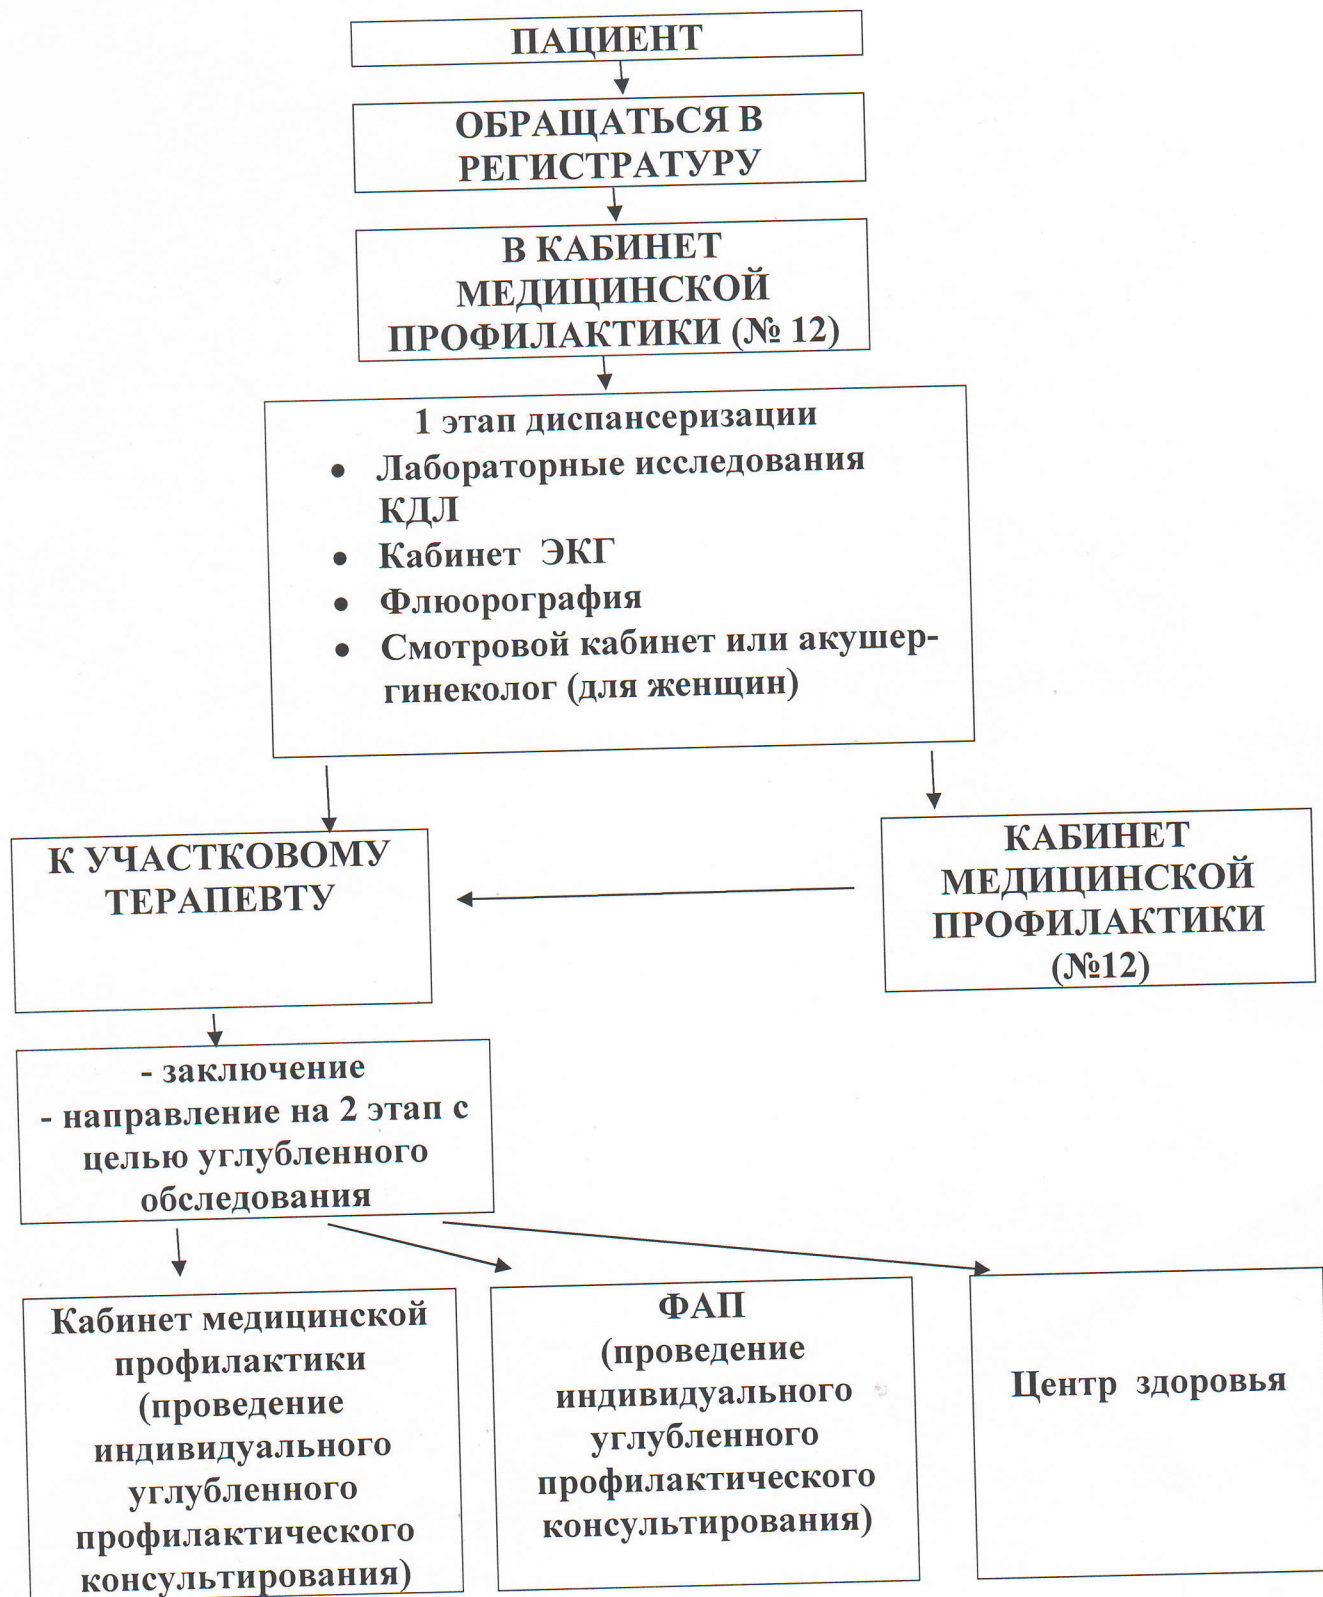 ПАЦИЕНТ
ОБРАЩАТЬСЯ В
РЕГИСТРАТУРУ
В КАБИНЕТ
МЕДИЦИНСКОЙ
ПРОФИЛАКТИКИ (№ 12)
1 этап диспансеризации
• Лабораторные исследования
КДЛ
• Кабинет ЭКГ
• Флюорография
• Смотровой кабинет или акушер-
гинеколог (для женщин)
К УЧАСТКОВОМУ
ТЕРАПЕВТУ
КАБИНЕТ
МЕДИЦИНСКОЙ
ПРОФИЛАКТИКИ
(№12)
- заключение
- направление на 2 этап с
целью углубленного
обследования
Кабинет медицинской
профилактики
(проведение
индивидуального
углубленного
профилактического
консультирования)
ФАП
(проведение
индивидуального
углубленного
профилактического
консультирования)
Центр здоровья